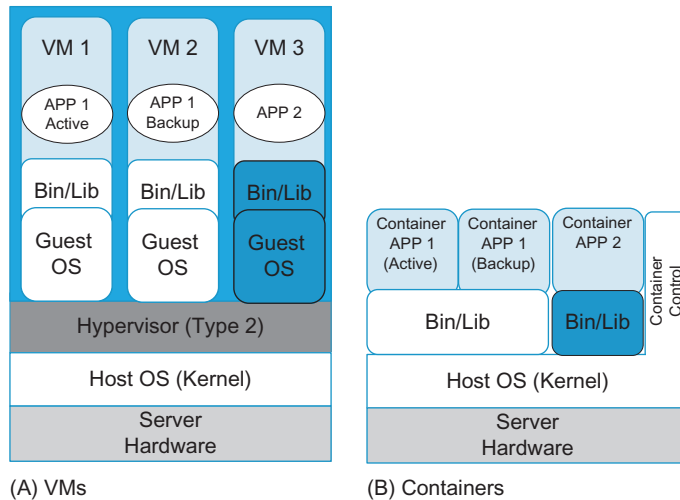 VM 1
VM 2
VM 3
APP 1
Active
APP 1
Backup
APP 2
Bin/Lib
Bin/Lib
Bin/Lib
Guest
OS
Guest
OS
Guest
OS
Hypervisor (Type 2)
Host OS (Kernel)
Server
Hardware
(A) VMs
Container
APP 1
(Active)
Container
APP 1
(Backup)
Container
APP 2
Container
Control
Bin/Lib
Bin/Lib
Host OS (Kernel)
Server
Hardware
(B) Containers